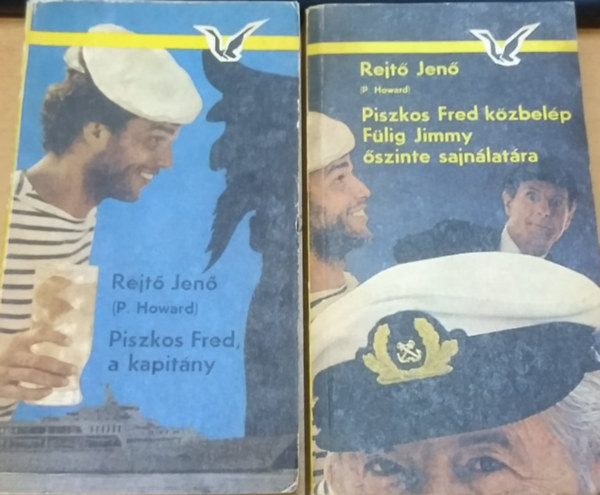 Rejtő Jenő
(P. Howard)
Piszkos Fred,
a kapitány
Rejtő Jenő
(P. Howard)
Piszkos Fred közbelép
Fülig Jimmy
őszinte sajnálatára